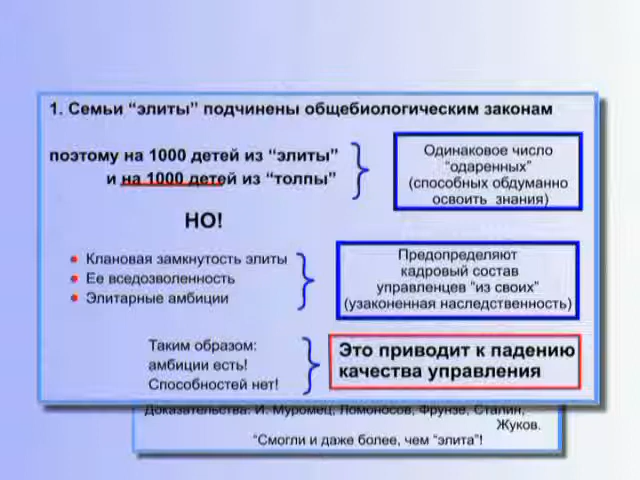 1. Семьи “элиты” подчинены общебиологическим законам
поэтому на 1000 детей из “элиты”
и на 1000 детей из “толпы”
Одинаковое число
“одаренных”
(способных обдуманно
освоить знания)
НО!
Клановая замкнутость элиты
Ее вседозволенность
Элитарные амбиции
Предопределяют
кадровый состав
управленцев “из своих”
(узаконенная наследственность)
Таким образом:
амбиции есть!
Способностей нет!
Это приводит к падению
качества управления
Доказательства: И. Муромец, Ломоносов, Фрунзе, Сталин,
Жуков.
“Смогли и даже более, чем “элита”!